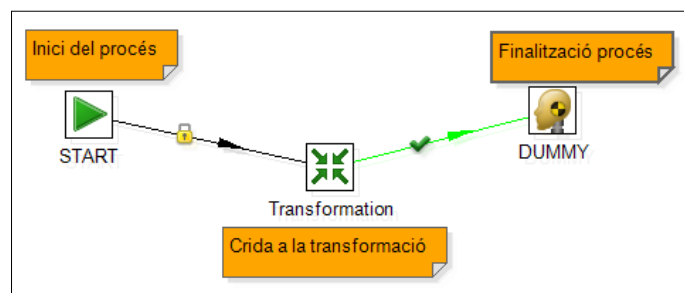 Inici del procés
Finalització procés
START
DUMMY
Transformation
Crida a la transformació